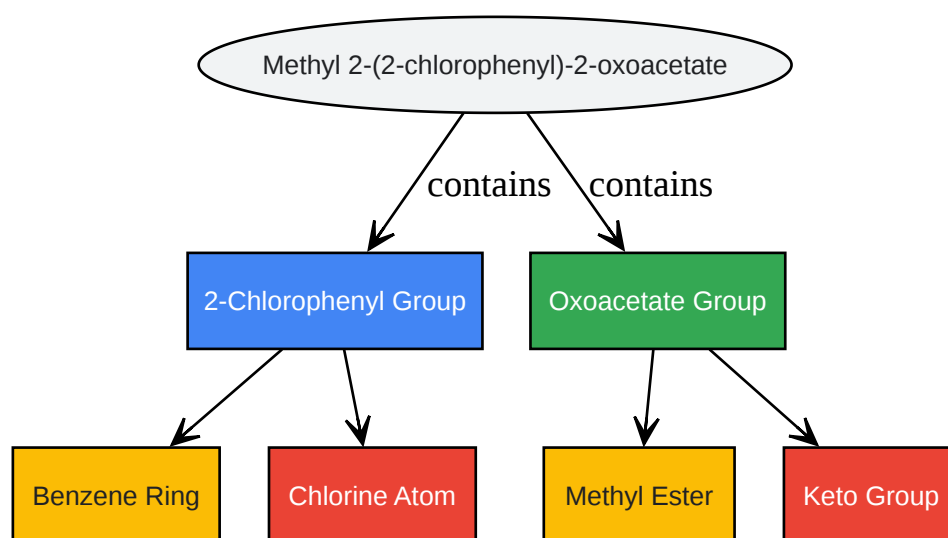 Methyl 2-(2-chlorophenyl)-2-oxoacetate
contains
contains
2-Chlorophenyl Group
Oxoacetate Group
Benzene Ring
Chlorine Atom
Methyl Ester
Keto Group